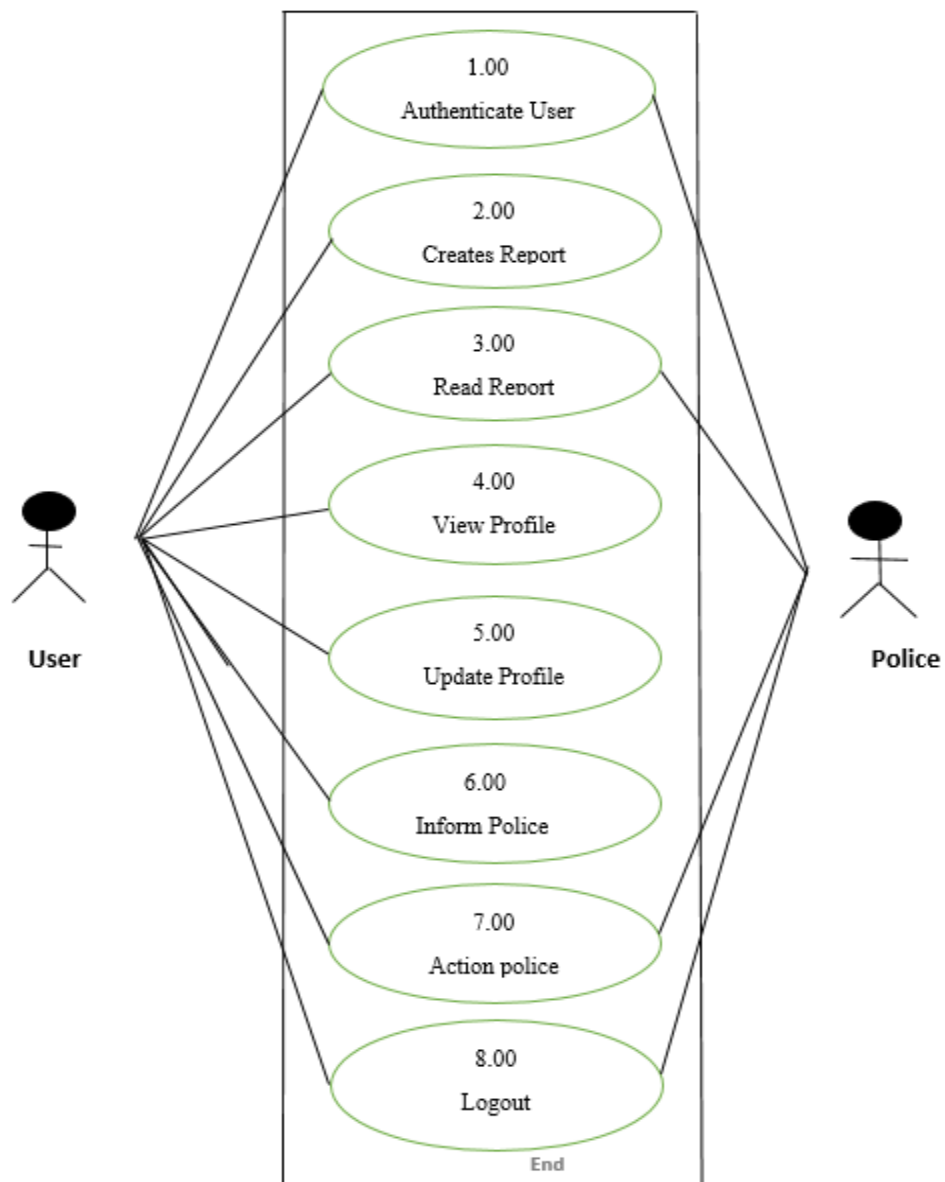 1.00
Authenticate User
2.00
Creates Report
3.00
Read Report
4.00
View Profile
User
5.00
Update Profile
Police
6.00
Inform Police
7.00
Action police
8.00
Logout
End